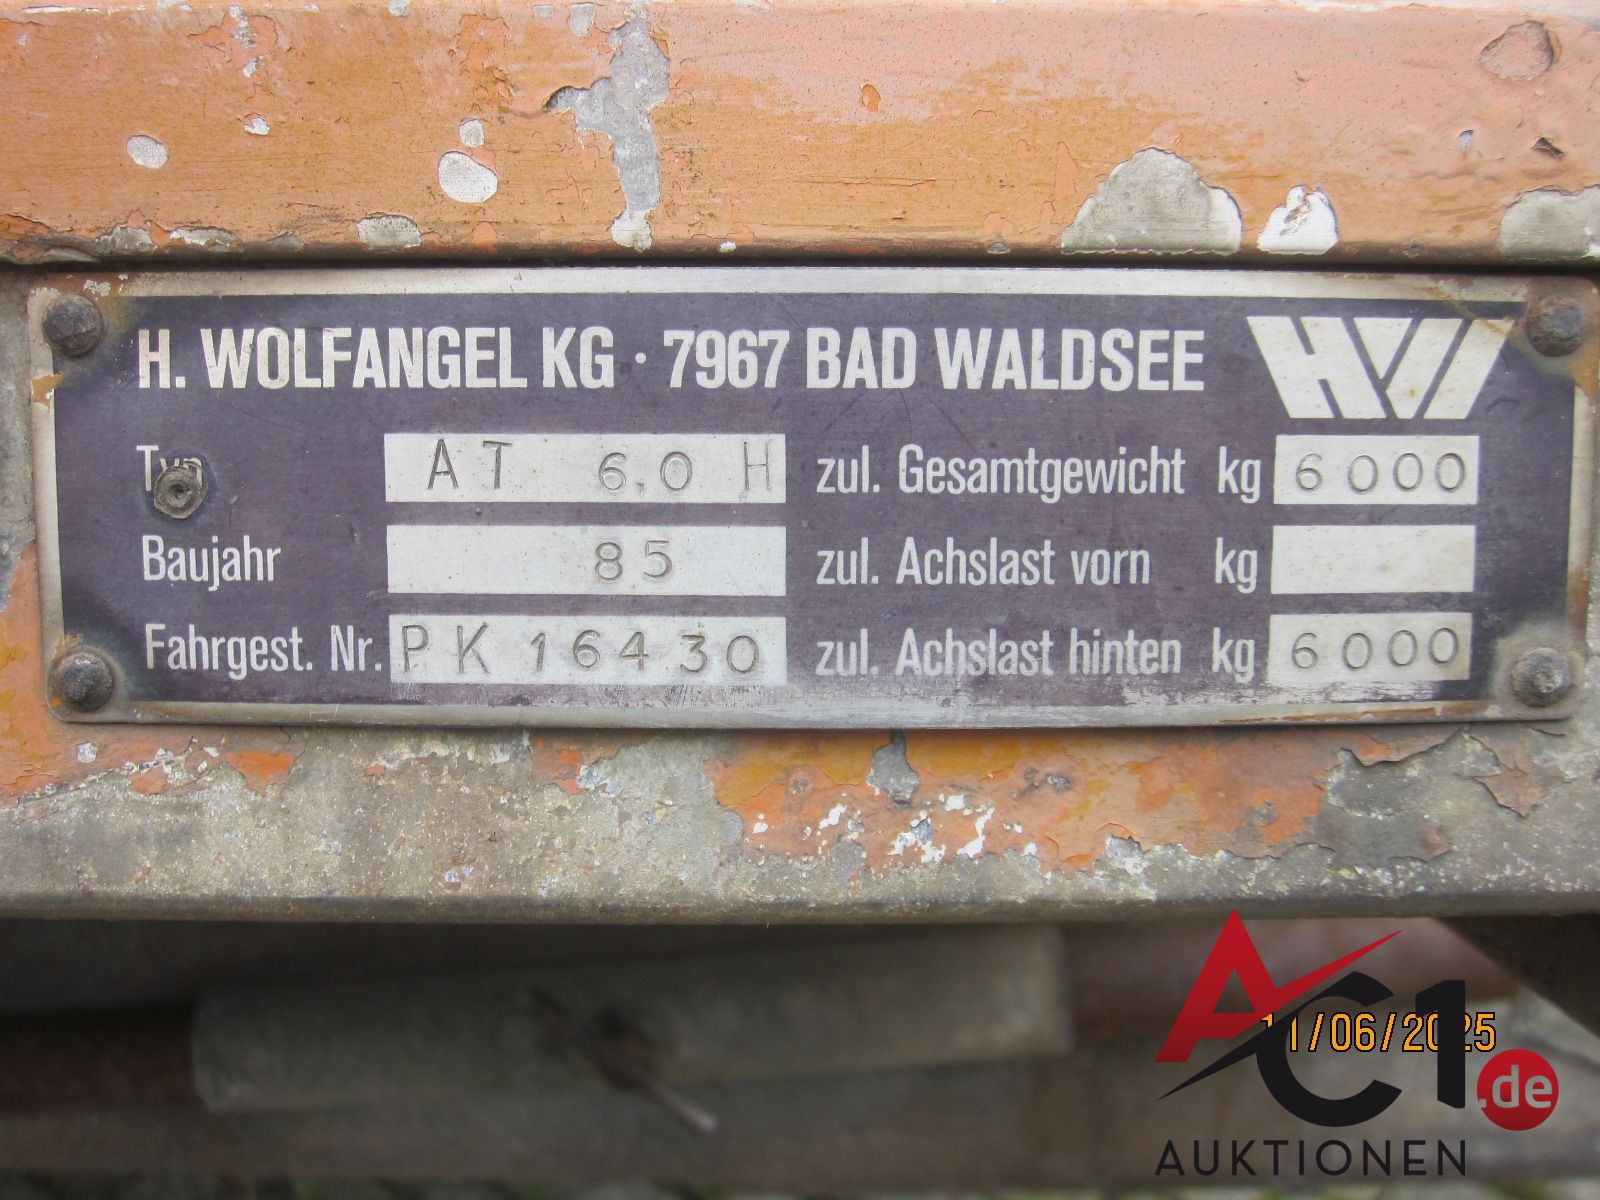 H. WOLFANGEL KG · 7967 BAD WALDSEE HW
Typ AT 6,0 H zul. Gesamtgewicht kg 6000
Baujahr 85 zul. Achslast vorn kg
Fahrgest. Nr. PK 16430 zul. Achslast hinten kg 6000
11/06/2025
AC1.de
AUKTIONEN